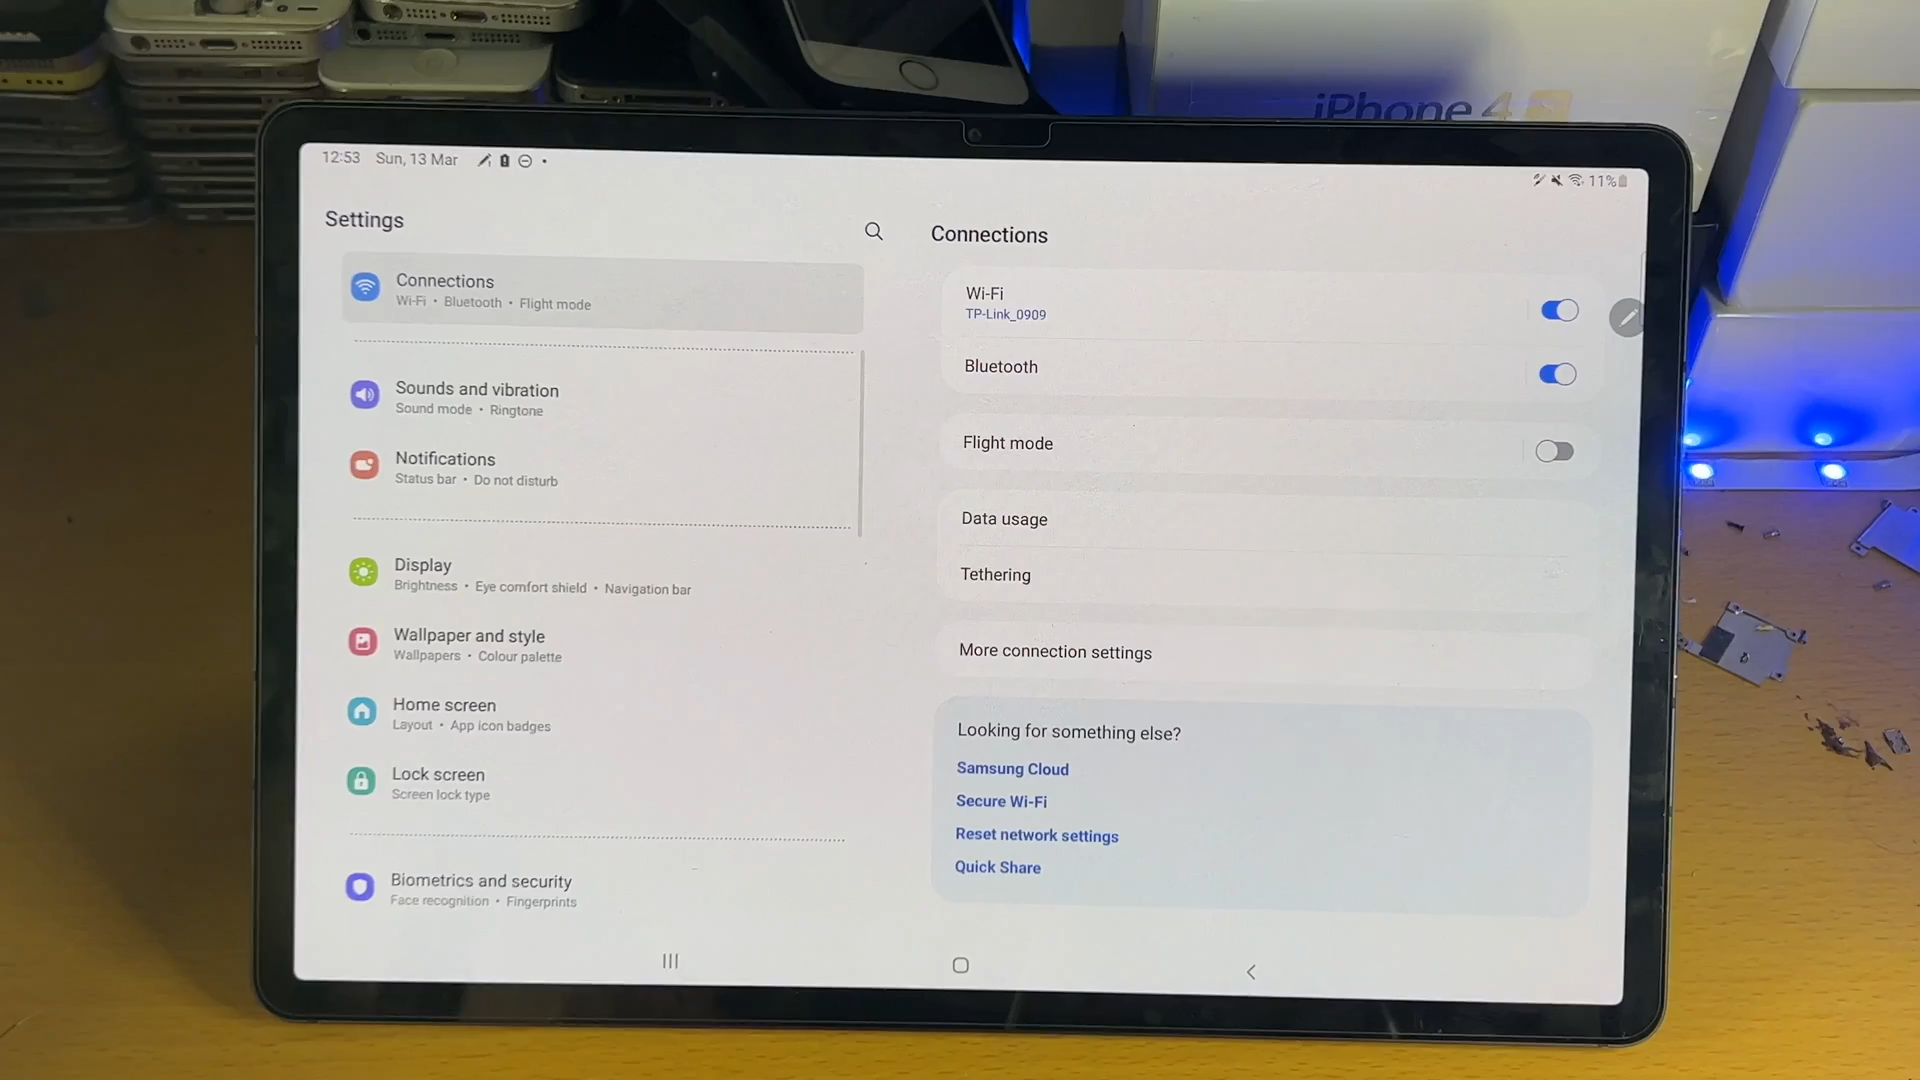 iPhone 4
12:53 Sun, 13 Mar
11%
Settings
Connections
Wi-Fi • Bluetooth • Flight mode
Sounds and vibration
Sound mode • Ringtone
Notifications
Status bar • Do not disturb
Display
Brightness • Eye comfort shield • Navigation bar
Wallpaper and style
Wallpapers • Colour palette
Home screen
Layout • App icon badges
Lock screen
Screen lock type
Biometrics and security
Face recognition • Fingerprints
Connections
Wi-Fi
TP-Link_0909
Bluetooth
Flight mode
Data usage
Tethering
More connection settings
Looking for something else?
Samsung Cloud
Secure Wi-Fi
Reset network settings
Quick Share